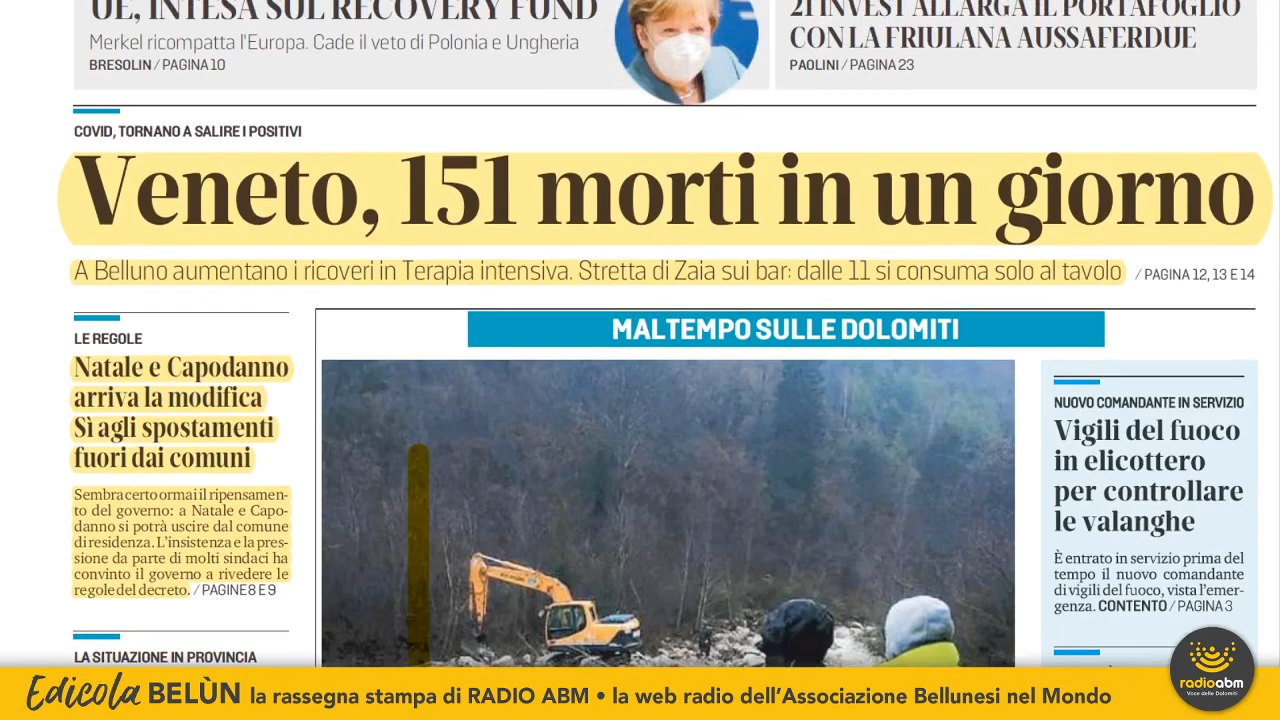 UE, INTESA SUL RECOVERY FUND
Merkel ricompatta l'Europa. Cade il veto di Polonia e Ungheria
BRESOLIN / PAGINA 10
21 INVEST ALLARGA IL PORTAFOGLIO
CON LA FRIULANA AUSSAFERDUE
PAOLINI / PAGINA 23
COVID, TORNANO A SALIRE I POSITIVI
Veneto, 151 morti in un giorno
A Belluno aumentano i ricoveri in Terapia intensiva. Stretta di Zaia sui bar: dalle 11 si consuma solo al tavolo / PAGINA 12, 13 E 14
LE REGOLE
Natale e Capodanno
arriva la modifica
Sì agli spostamenti
fuori dai comuni
Sembra certo ormai il ripensamen-
to del governo: a Natale e Capo-
danno si potrà uscire dal comune
di residenza. L'insistenza e la pres-
sione da parte di molti sindaci ha
convinto il governo a rivedere le
regole del decreto. / PAGINE 8 E 9
LA SITUAZIONE IN PROVINCIA
MALTEMPO SULLE DOLOMITI
NUOVO COMANDANTE IN SERVIZIO
Vigili del fuoco
in elicottero
per controllare
le valanghe
È entrato in servizio prima del
tempo il nuovo comandante
di vigili del fuoco, vista l'emer-
genza. CONTENTO / PAGINA 3
Edicola BELÙN la rassegna stampa di RADIO ABM • la web radio dell'Associazione Bellunesi nel Mondo
radioabm
Voce delle Dolomiti